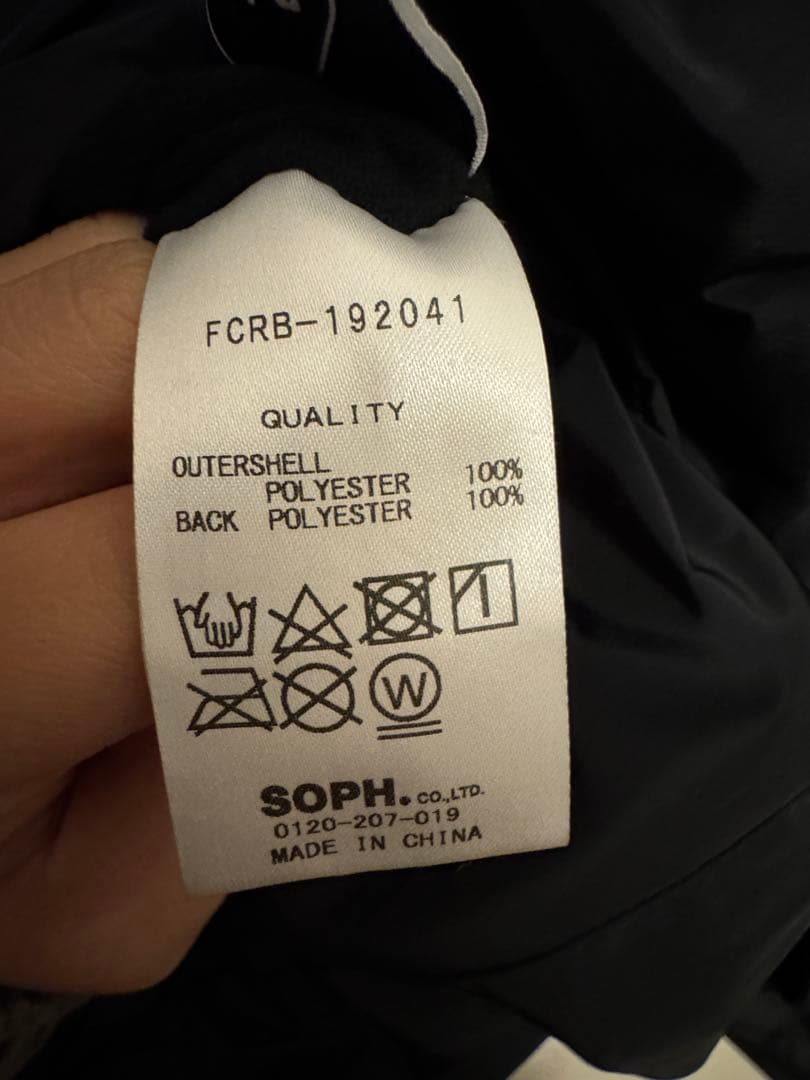 FCRB-192041
QUALITY
OUTERSHELL
POLYESTER 100%
BACK POLYESTER 100%
W
SOPH. CO.,LTD.
0120-207-019
MADE IN CHINA